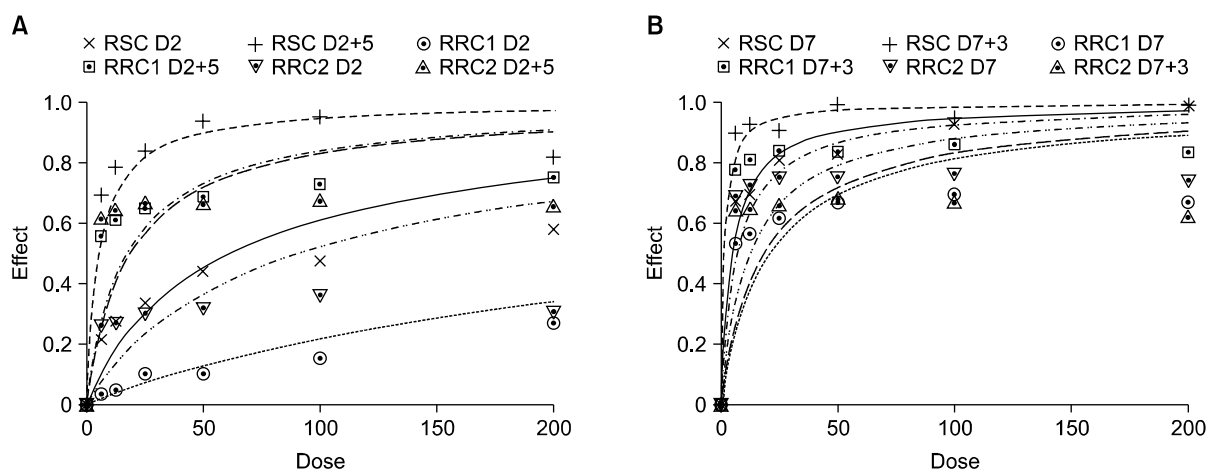 A
RSC D2 RSC D2+5 RRC1 D2
RRC1 D2+5 RRC2 D2 RRC2 D2+5
1.0
0.8
0.6
0.4
0.2
0
Effect
0 50 100 150 200
Dose
B
RSC D7 RSC D7+3 RRC1 D7
RRC1 D7+3 RRC2 D7 RRC2 D7+3
1.0
0.8
0.6
0.4
0.2
0
Effect
0 50 100 150 200
Dose